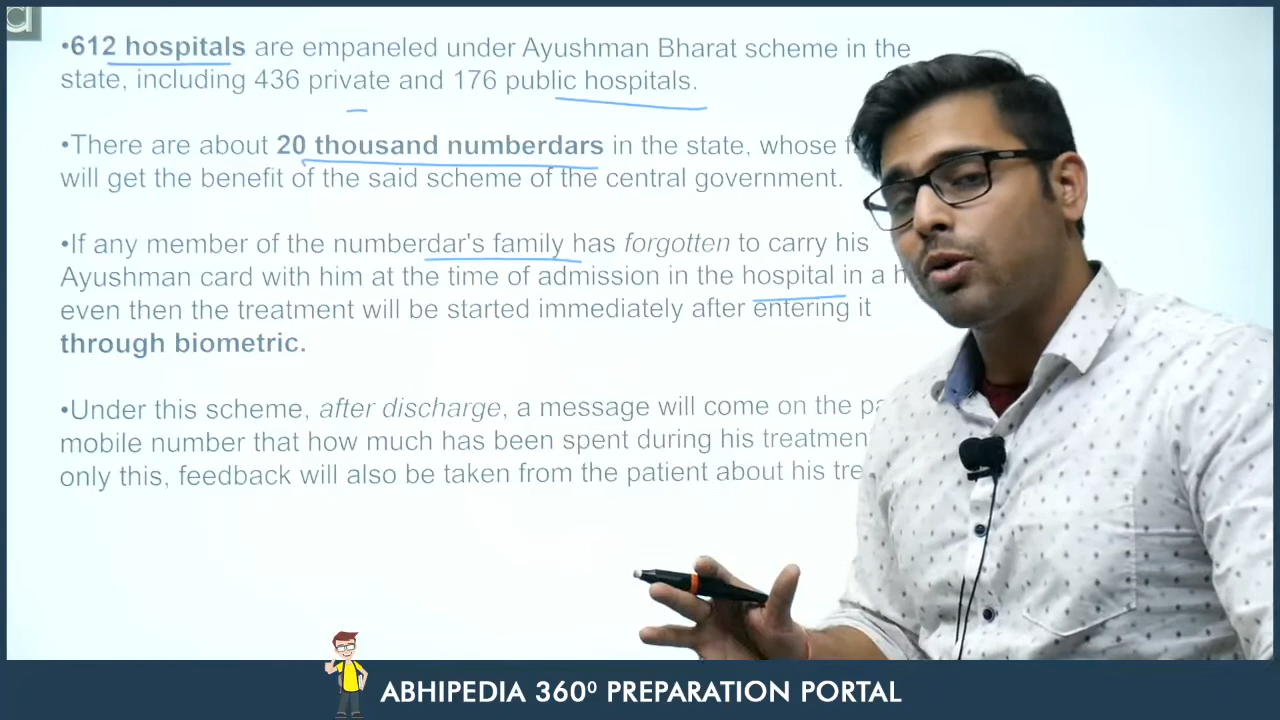 a
•612 hospitals are empaneled under Ayushman Bharat scheme in the
state, including 436 private and 176 public hospitals.
•There are about 20 thousand numberdars in the state, whose
will get the benefit of the said scheme of the central government.
•If any member of the numberdar's family has forgotten to carry his
Ayushman card with him at the time of admission in the hospital in a
even then the treatment will be started immediately after entering it
through biometric.
•Under this scheme, after discharge, a message will come on the
mobile number that how much has been spent during his
only this, feedback will also be taken from the patient about his
ABHIPEDIA 360⁰ PREPARATION PORTAL